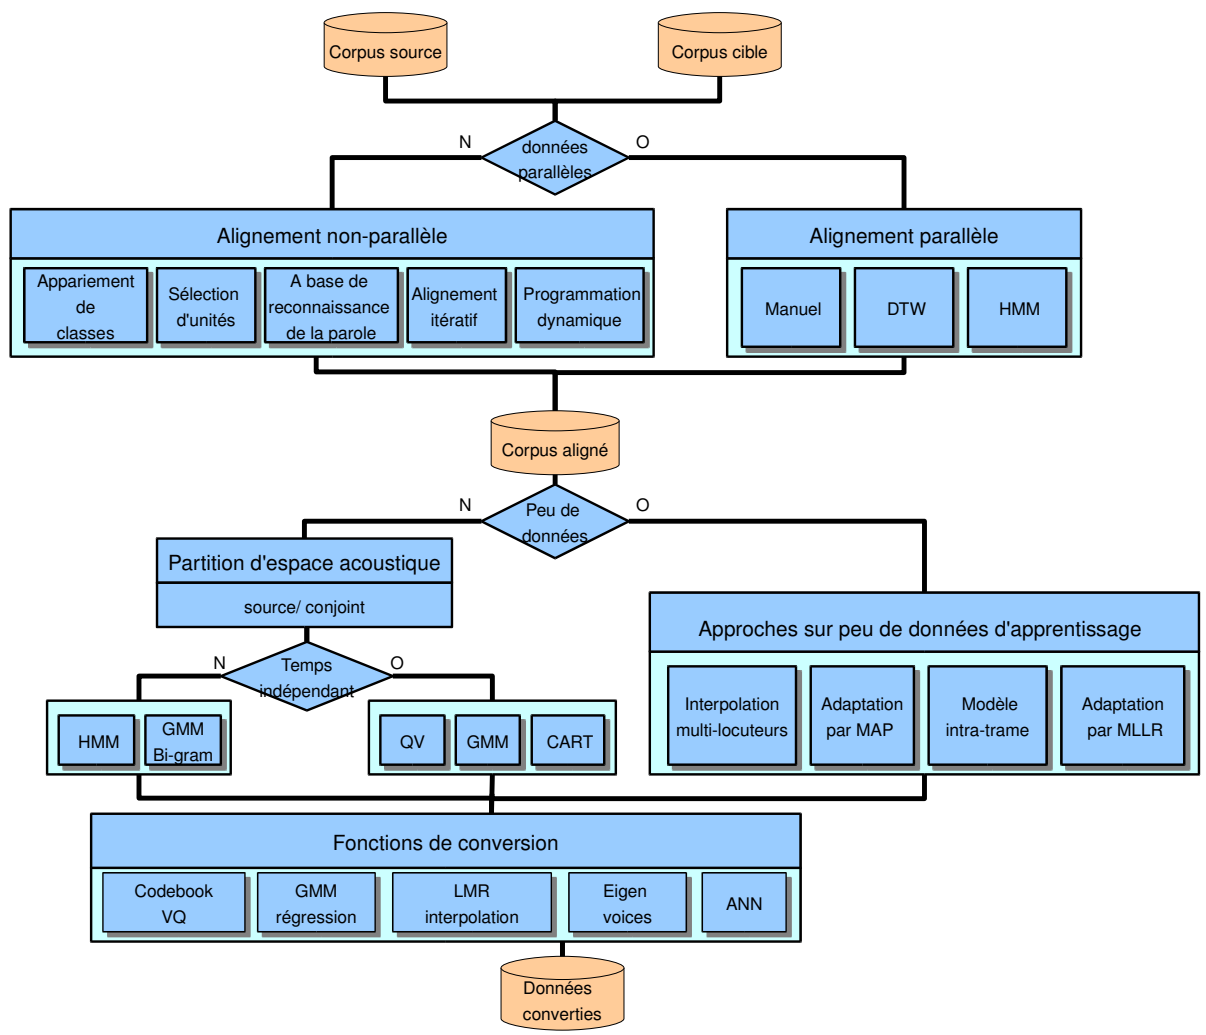 Corpus source
Corpus cible
N
O
données
parallèles
Alignement non-parallèle
Appariement
de
classes
Sélection
d'unités
A base de
reconnaissance
de la parole
Alignement
itératif
Programmation
dynamique
Alignement parallèle
Manuel
DTW
HMM
Corpus aligné
N
O
Peu de
données
Partition d'espace acoustique
source/ conjoint
N
O
Temps
indépendant
HMM
GMM
Bi-gram
QV
GMM
CART
Approches sur peu de données d'apprentissage
Interpolation
multi-locuteurs
Adaptation
par MAP
Modèle
intra-trame
Adaptation
par MLLR
Fonctions de conversion
Codebook
VQ
GMM
régression
LMR
interpolation
Eigen
voices
ANN
Données
converties